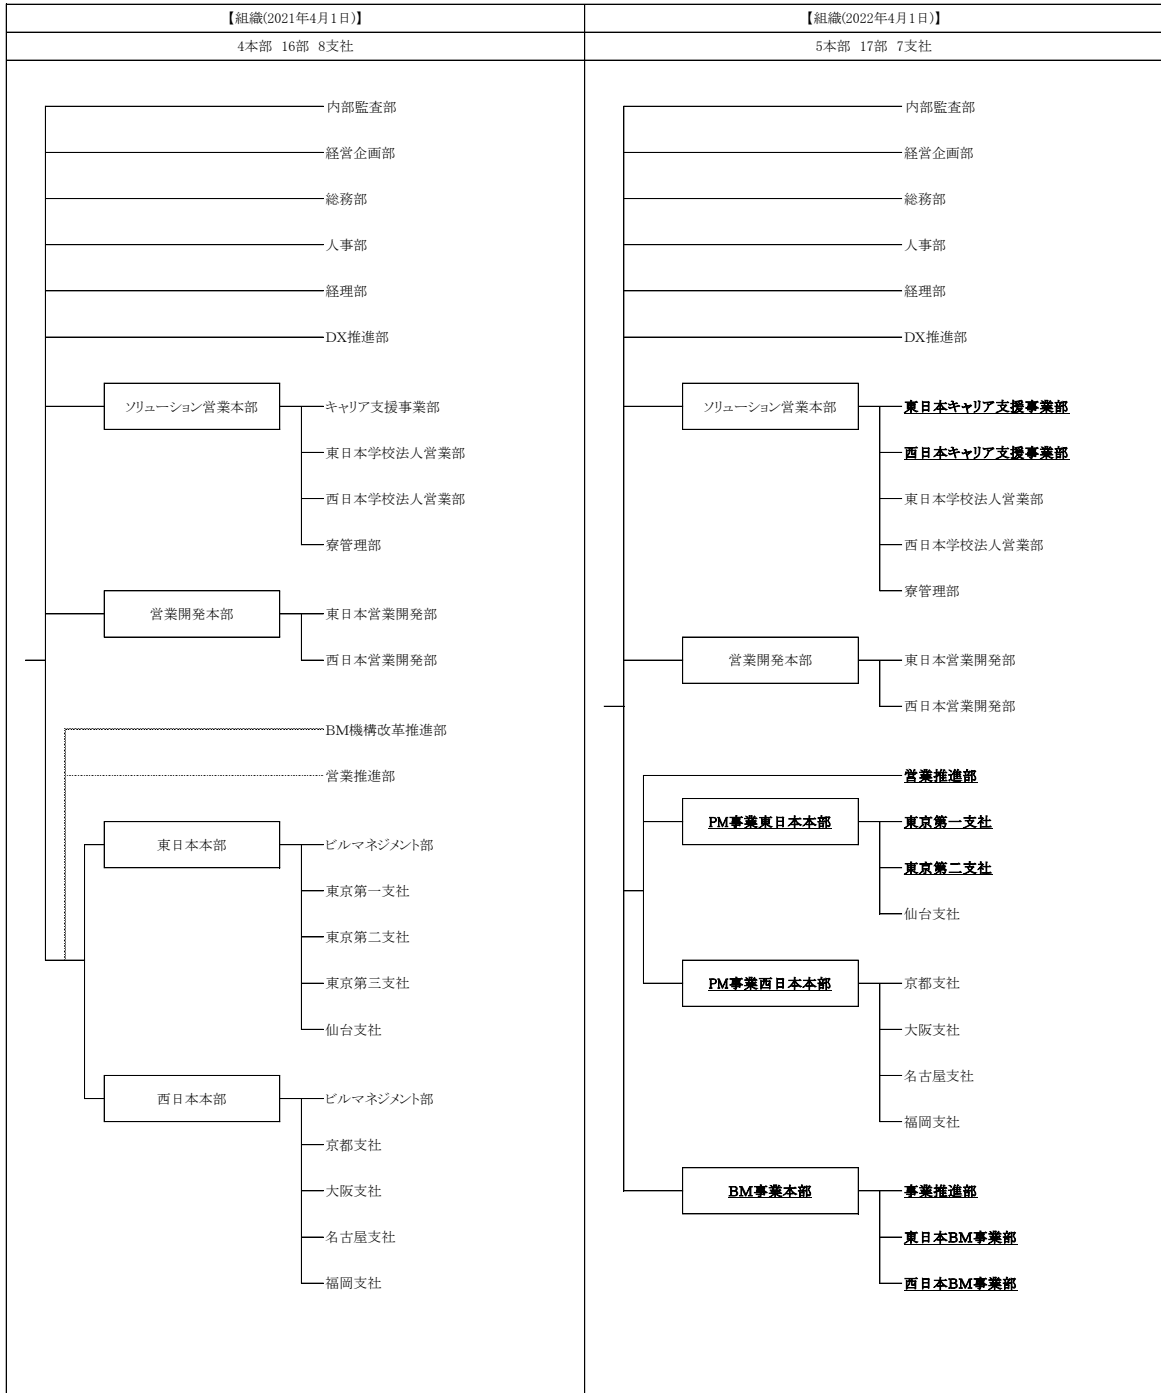 【組織(2021年4月1日)】
4本部 16部 8支社
内部監査部
経営企画部
総務部
人事部
経理部
DX推進部
ソリューション営業本部
キャリア支援事業部
東日本学校法人営業部
西日本学校法人営業部
寮管理部
営業開発本部
東日本営業開発部
西日本営業開発部
BM機構改革推進部
営業推進部
東日本本部
ビルマネジメント部
東京第一支社
東京第二支社
東京第三支社
仙台支社
西日本本部
ビルマネジメント部
京都支社
大阪支社
名古屋支社
福岡支社
【組織(2022年4月1日)】
5本部 17部 7支社
内部監査部
経営企画部
総務部
人事部
経理部
DX推進部
ソリューション営業本部
東日本キャリア支援事業部
西日本キャリア支援事業部
東日本学校法人営業部
西日本学校法人営業部
寮管理部
営業開発本部
東日本営業開発部
西日本営業開発部
営業推進部
PM事業東日本本部
東京第一支社
東京第二支社
仙台支社
PM事業西日本本部
京都支社
大阪支社
名古屋支社
福岡支社
BM事業本部
事業推進部
東日本BM事業部
西日本BM事業部